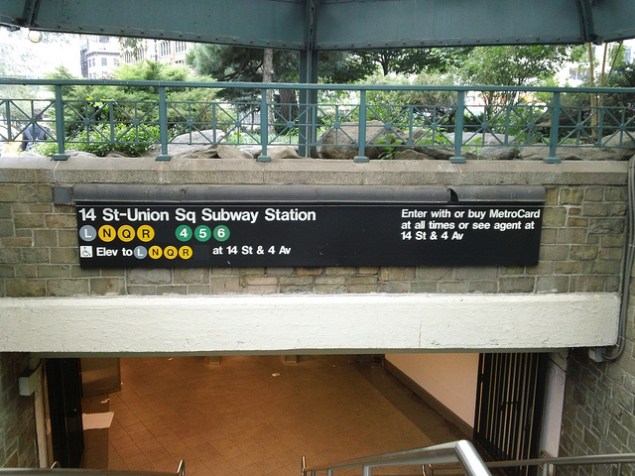 14 St-Union Sq Subway Station
L N Q R 4 5 6
Elev to L N Q R at 14 St & 4 Av
Enter with or buy MetroCard
at all times or see agent at
14 St & 4 Av